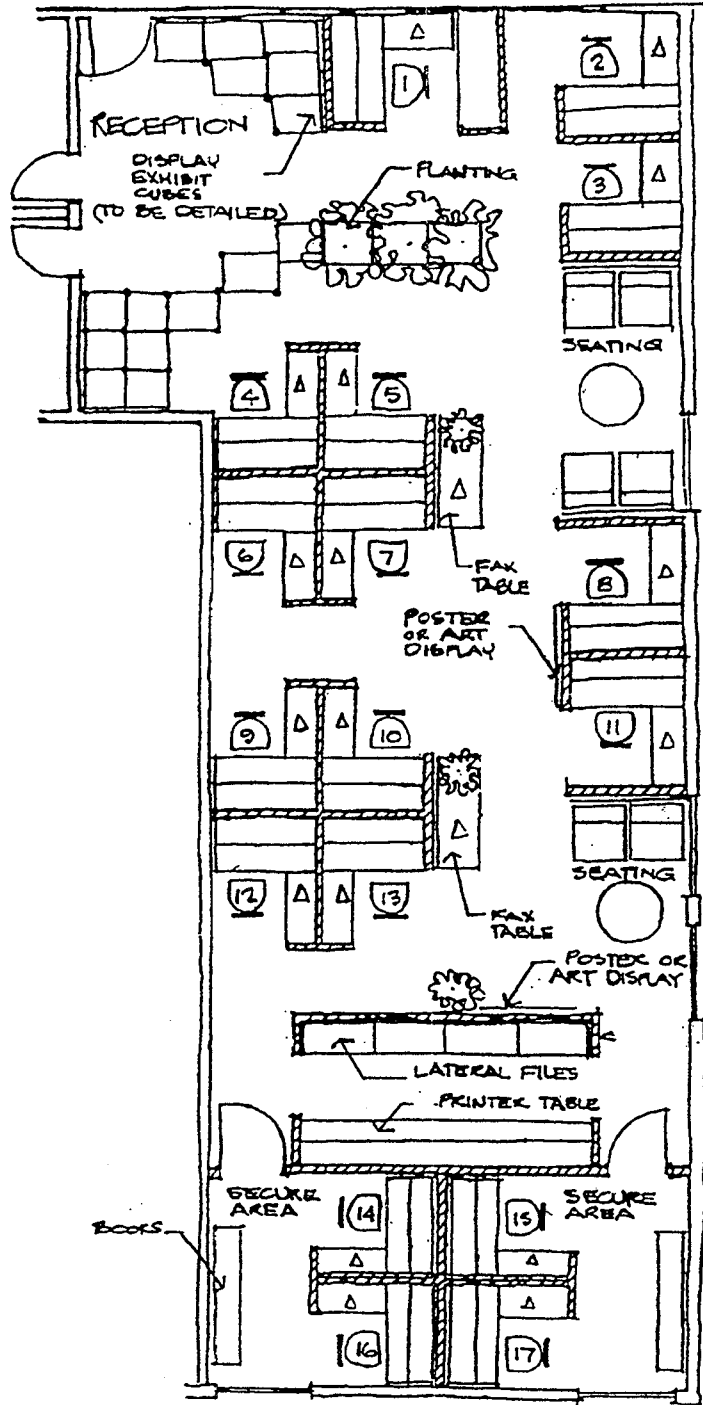 1
2
RECEPTION
DISPLAY
EXHIBIT
CUBES
(TO BE DETAILED)
PLANTING
3
SEATING
4
5
6
7
FAX
TABLE
8
POSTER
OR ART
DISPLAY
9
10
11
SEATING
12
13
FAX
TABLE
POSTER OR
ART DISPLAY
LATERAL FILES
PRINTER TABLE
SECURE
AREA
14
15
SECURE
AREA
BOOKS
16
17